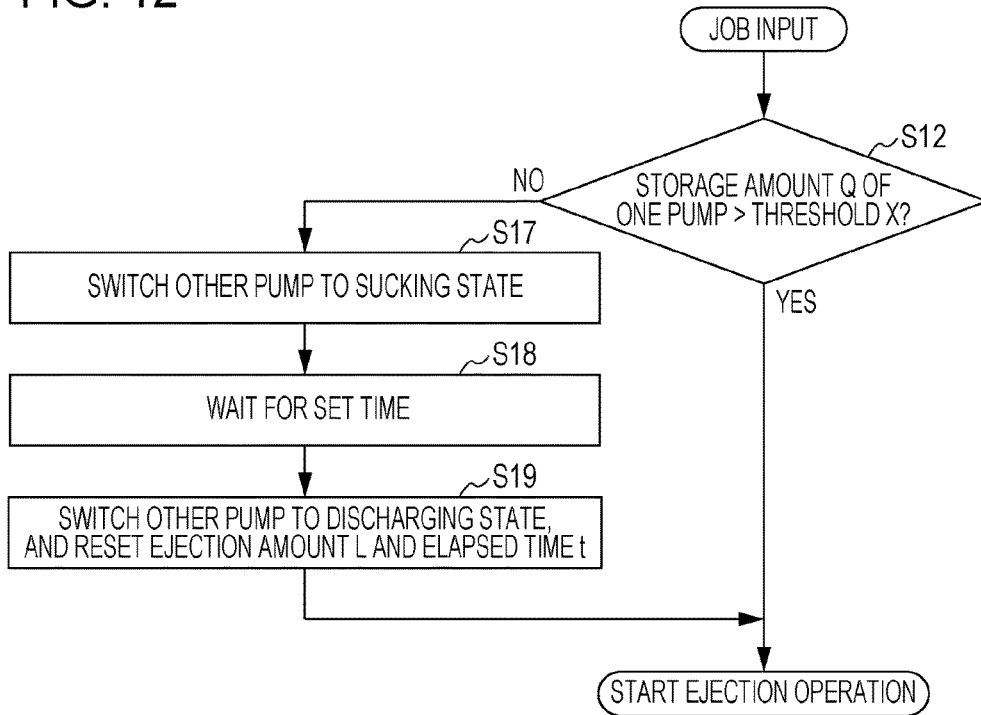 FIG. 12
JOB INPUT
S12
STORAGE AMOUNT Q OF
ONE PUMP > THRESHOLD X?
NO
YES
S17
SWITCH OTHER PUMP TO SUCKING STATE
S18
WAIT FOR SET TIME
S19
SWITCH OTHER PUMP TO DISCHARGING STATE,
AND RESET EJECTION AMOUNT L AND ELAPSED TIME t
START EJECTION OPERATION